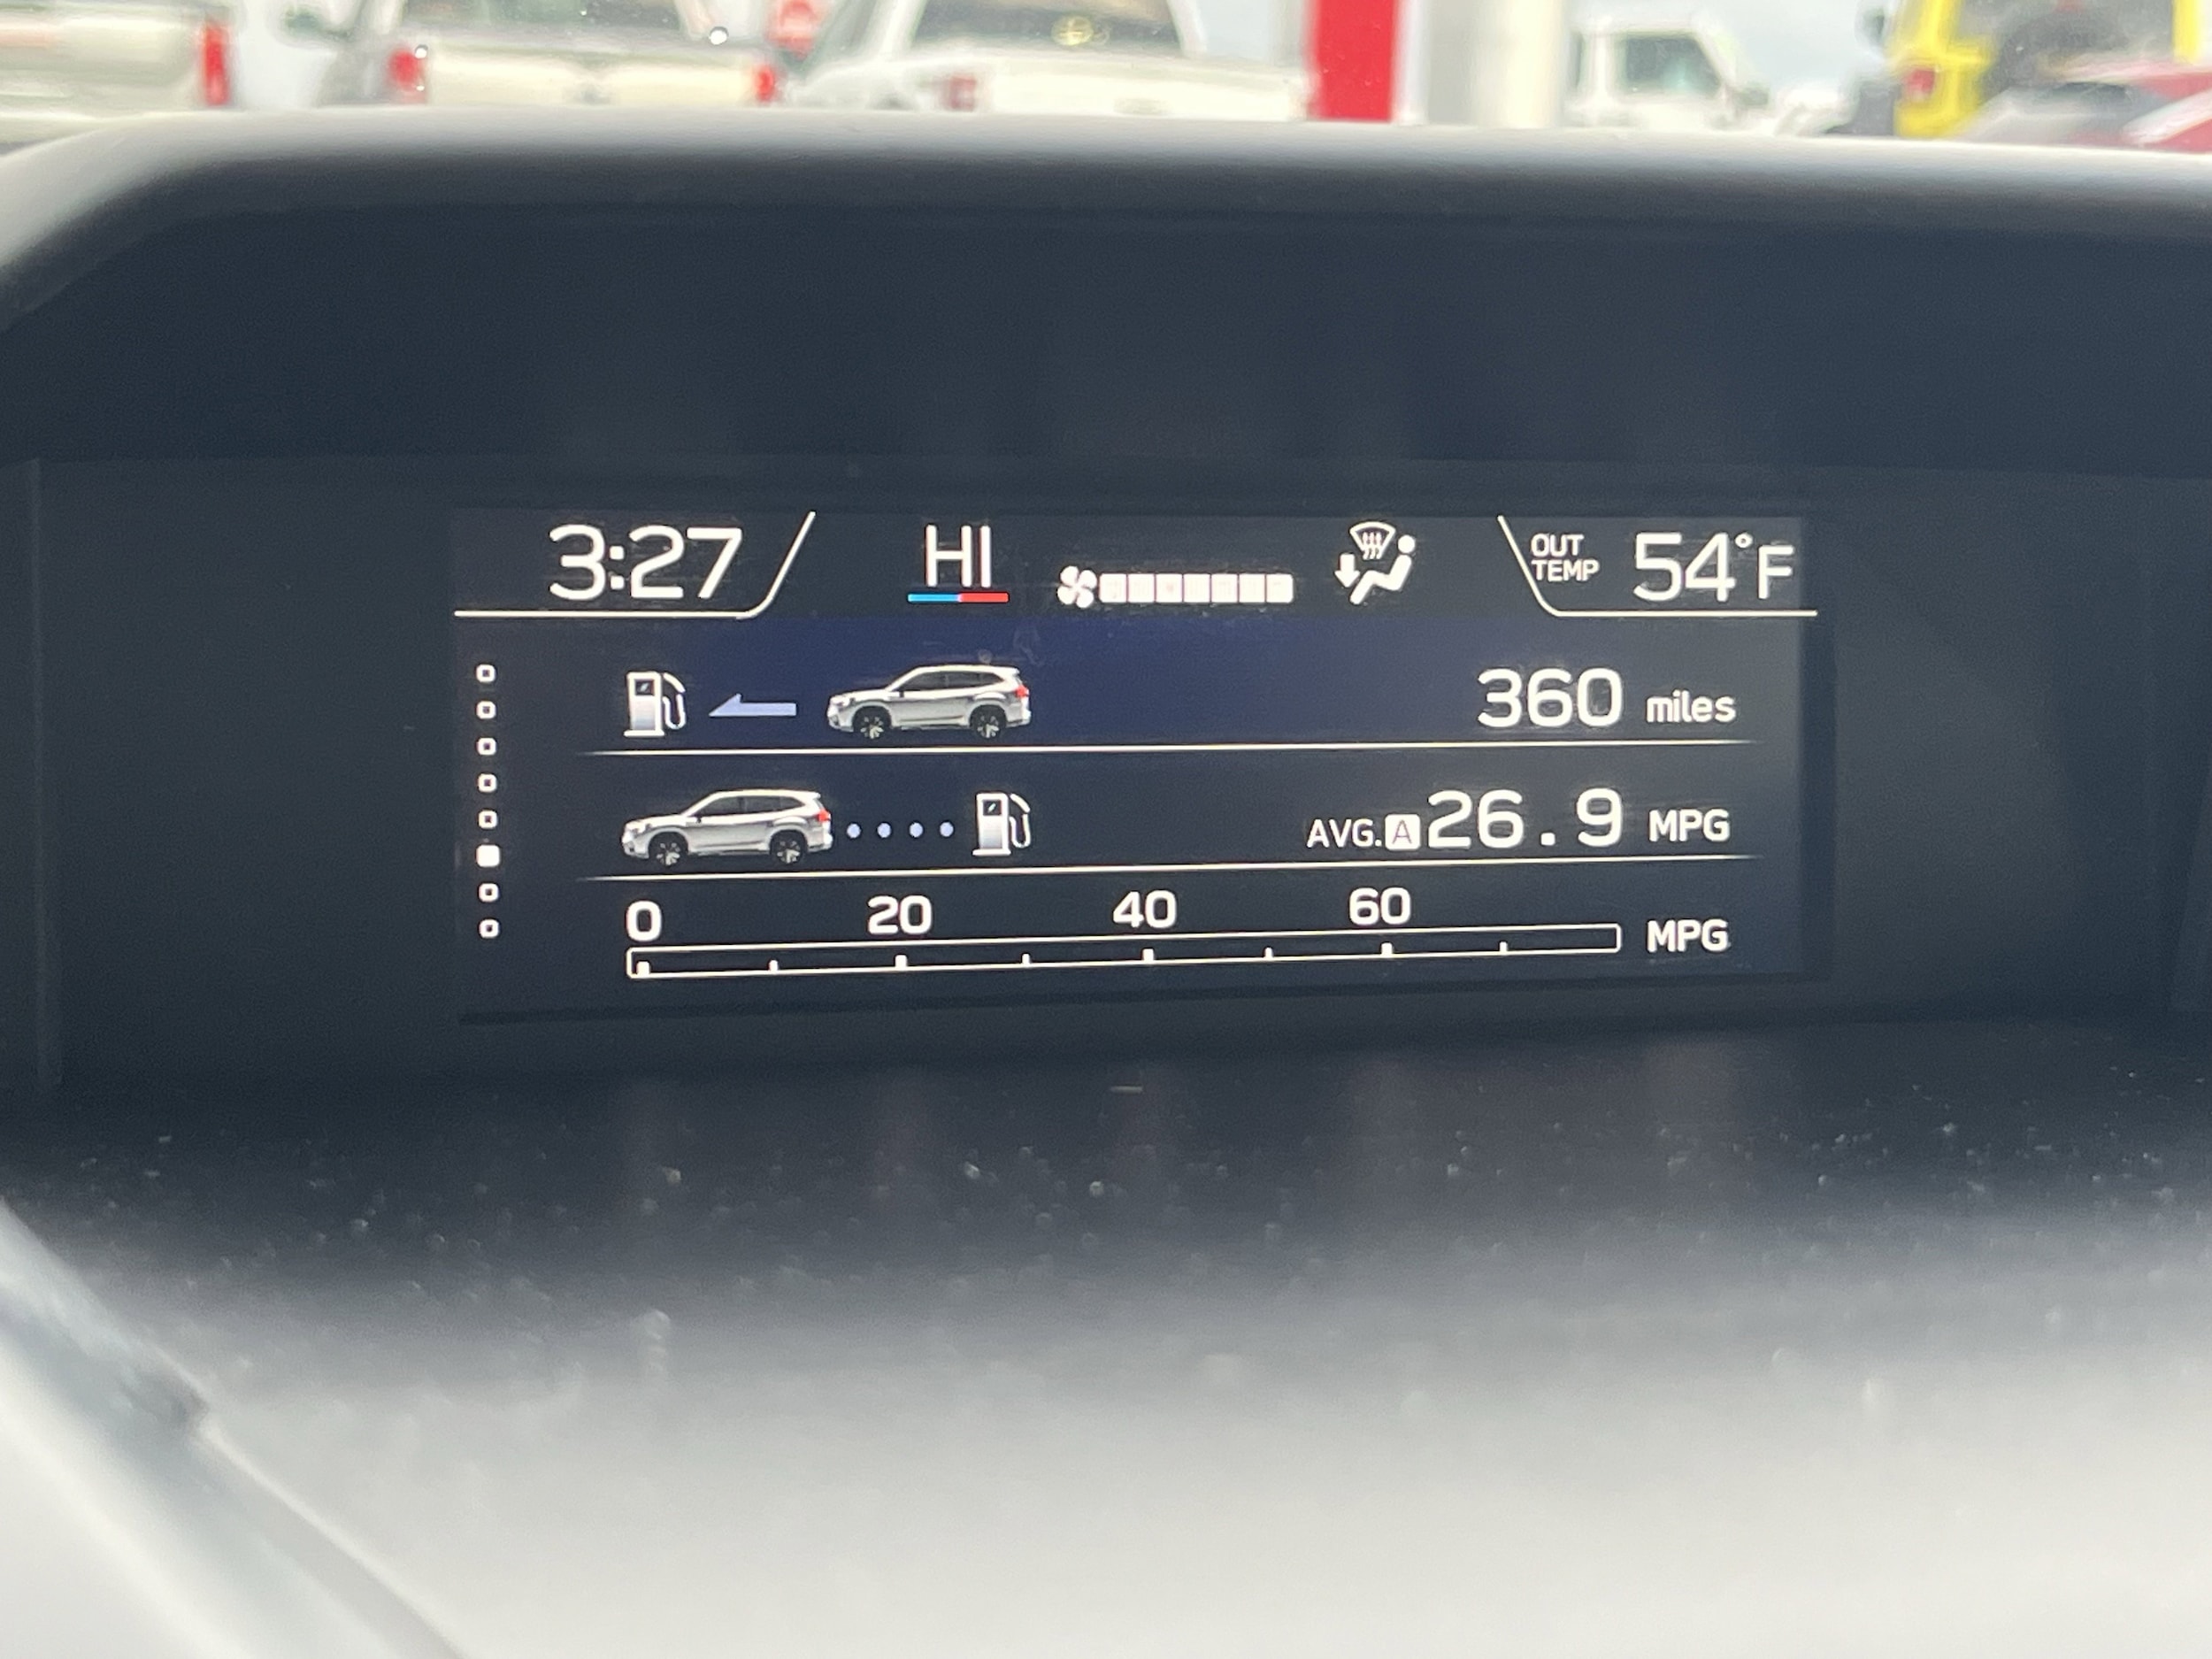 3:27 HI OUT TEMP 54°F
360 miles
AVG. A 26.9 MPG
0 20 40 60
MPG